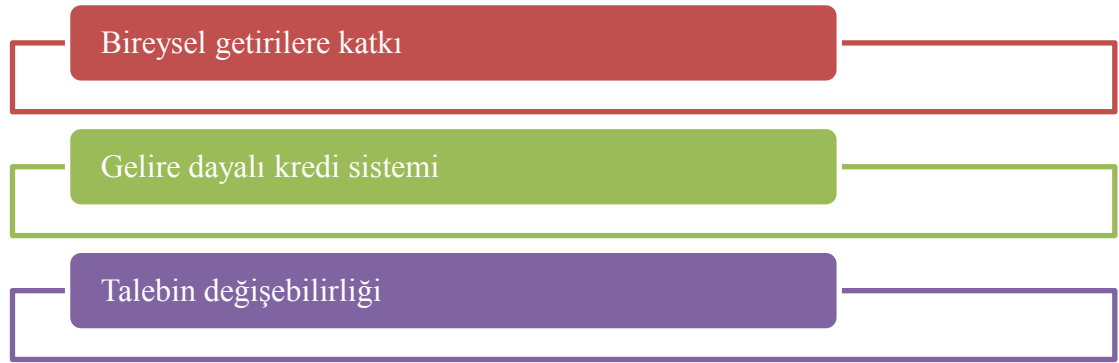 Bireysel getirilere katkı
Gelire dayalı kredi sistemi
Talebin değişebilirliği